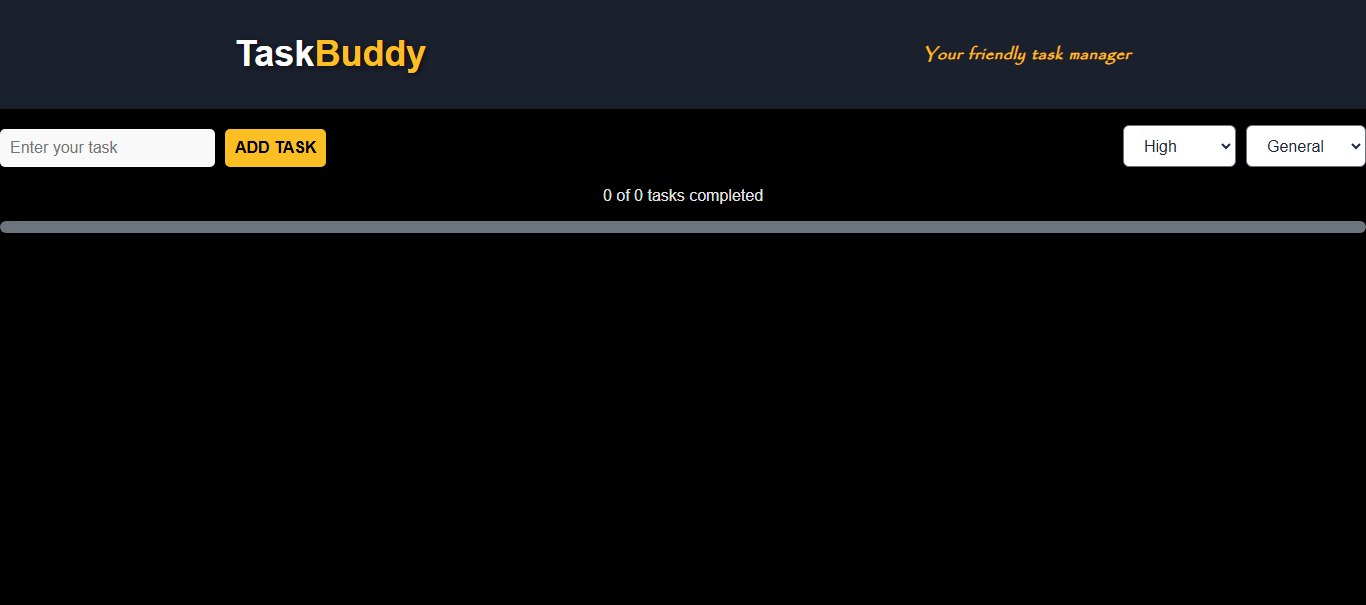 TaskBuddy
Your friendly task manager
Enter your task
ADD TASK
High
General
0 of 0 tasks completed